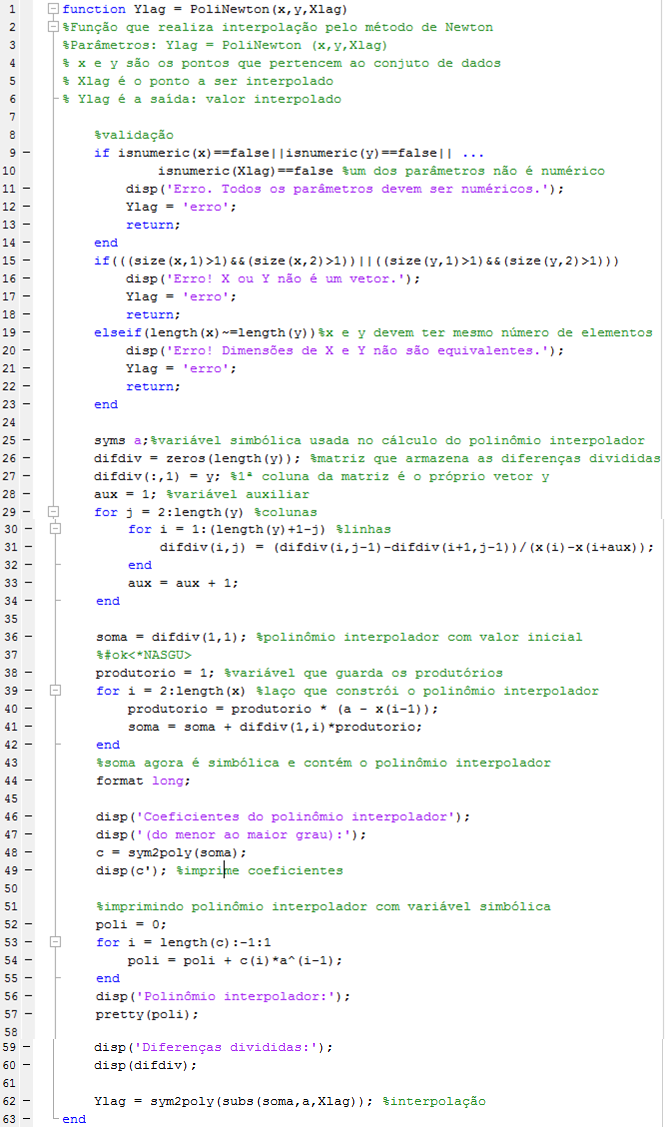 1 function Ylag = PoliNewton(x,y,Xlag)
2 %Função que realiza interpolação pelo método de Newton
3 %Parâmetros: Ylag = PoliNewton (x,y,Xlag)
4 % x e y são os pontos que pertencem ao conjuto de dados
5 % Xlag é o ponto a ser interpolado
6 % Ylag é a saída: valor interpolado
7
8 %validação
9 – if isnumeric(x)==false||isnumeric(y)==false|| ...
10 isnumeric(Xlag)==false %um dos parâmetros não é numérico
11 – disp('Erro. Todos os parâmetros devem ser numéricos.');
12 – Ylag = 'erro';
13 – return;
14 – end
15 – if(((size(x,1)>1)&&(size(x,2)>1))||((size(y,1)>1)&&(size(y,2)>1)))
16 – disp('Erro! X ou Y não é um vetor.');
17 – Ylag = 'erro';
18 – return;
19 – elseif(length(x)~=length(y))%x e y devem ter mesmo número de elementos
20 – disp('Erro! Dimensões de X e Y não são equivalentes.');
21 – Ylag = 'erro';
22 – return;
23 – end
24
25 – syms a;%variável simbólica usada no cálculo do polinômio interpolador
26 – difdiv = zeros(length(y)); %matriz que armazena as diferenças divididas
27 – difdiv(:,1) = y; %1ª coluna da matriz é o próprio vetor y
28 – aux = 1; %variável auxiliar
29 – for j = 2:length(y) %colunas
30 – for i = 1:(length(y)+1-j) %linhas
31 – difdiv(i,j) = (difdiv(i,j-1)-difdiv(i+1,j-1))/(x(i)-x(i+aux));
32 – end
33 – aux = aux + 1;
34 – end
35
36 – soma = difdiv(1,1); %polinômio interpolador com valor inicial
37 %#ok<*NASGU>
38 – produtorio = 1; %variável que guarda os produtórios
39 – for i = 2:length(x) %laço que constrói o polinômio interpolador
40 – produtorio = produtorio * (a - x(i-1));
41 – soma = soma + difdiv(1,i)*produtorio;
42 – end
43 %soma agora é simbólica e contém o polinômio interpolador
44 – format long;
45
46 – disp('Coeficientes do polinômio interpolador');
47 – disp('(do menor ao maior grau):');
48 – c = sym2poly(soma);
49 – disp(c'); %imprime coeficientes
50
51 %imprimindo polinômio interpolador com variável simbólica
52 – poli = 0;
53 – for i = length(c):-1:1
54 – poli = poli + c(i)*a^(i-1);
55 – end
56 – disp('Polinômio interpolador:');
57 – pretty(poli);
58
59 – disp('Diferenças divididas:');
60 – disp(difdiv);
61
62 – Ylag = sym2poly(subs(soma,a,Xlag)); %interpolação
63 – end